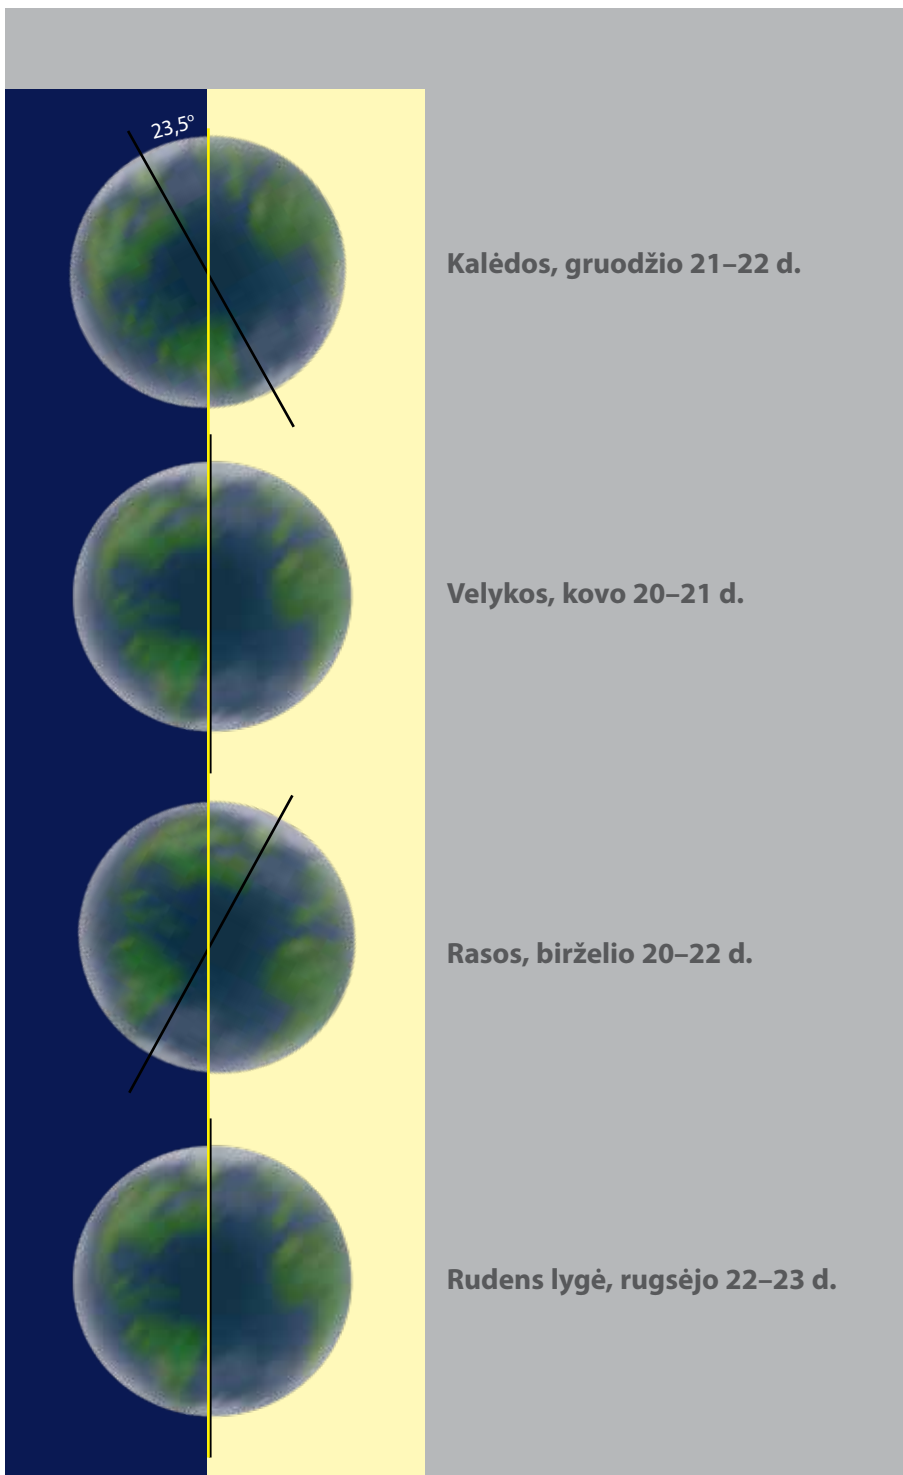 23,5°
Kalėdos, gruodžio 21–22 d.
Velykos, kovo 20–21 d.
Rasos, birželio 20–22 d.
Rudens lygė, rugsėjo 22–23 d.